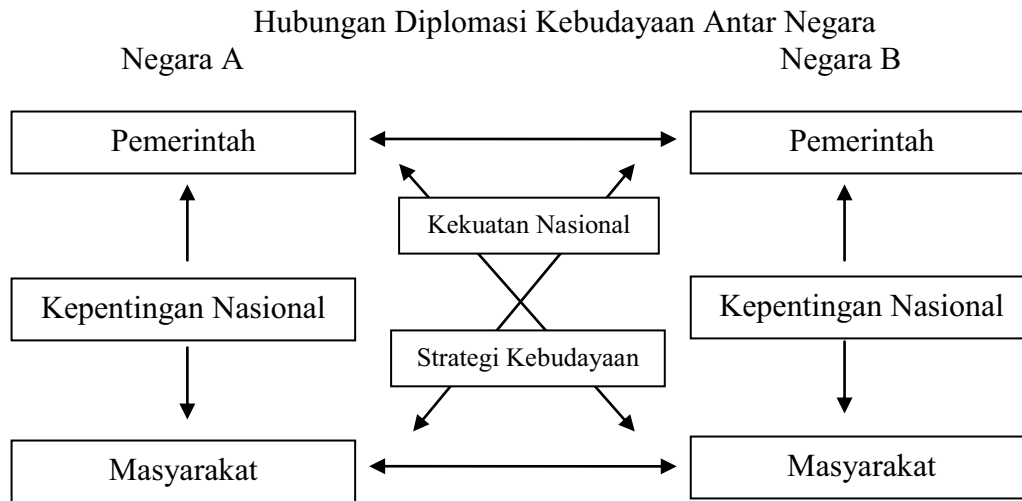 Hubungan Diplomasi Kebudayaan Antar Negara
Negara A
Negara B
Pemerintah
Pemerintah
Kekuatan Nasional
Kepentingan Nasional
Kepentingan Nasional
Strategi Kebudayaan
Masyarakat
Masyarakat